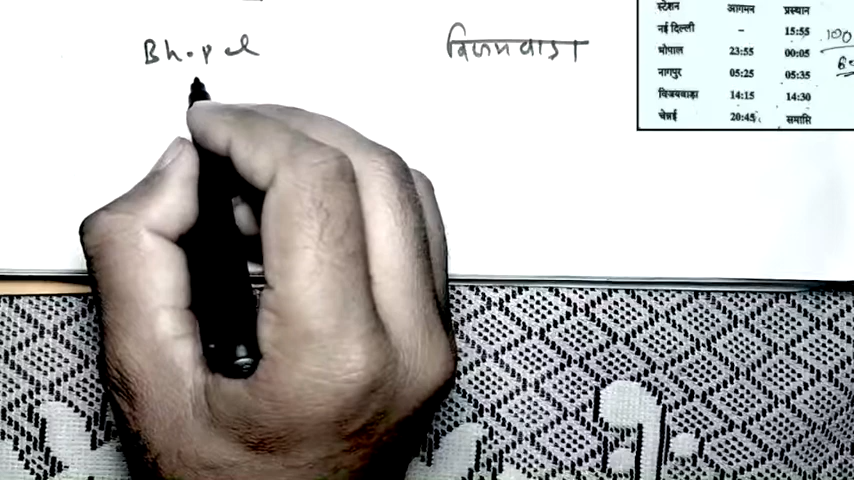 Bhopal विजयवाडा
स्टेशन आगमन प्रस्थान
नई दिल्ली – 15:55
भोपाल 23:55 00:05
नागपुर 05:25 05:35
विजयवाड़ा 14:15 14:30
चेन्नई 20:45 समाप्ति
100